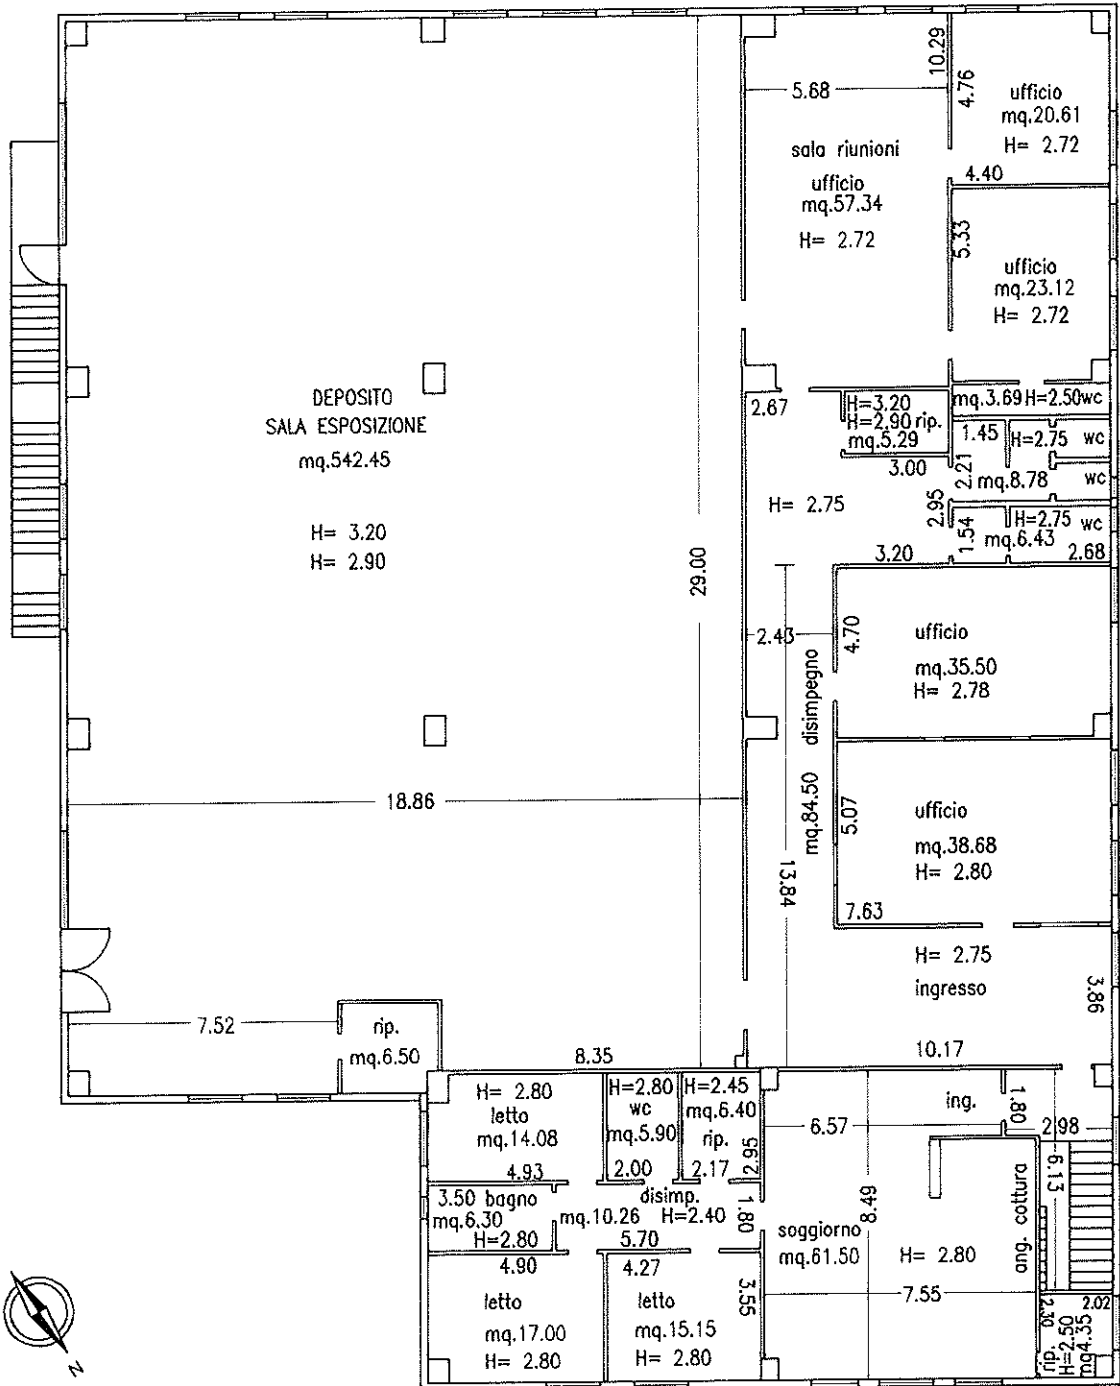 5.68
10.29
4.76
ufficio
mq.20.61
H= 2.72
4.40
sala riunioni
ufficio
mq.57.34
H= 2.72
5.33
ufficio
mq.23.12
H= 2.72
DEPOSITO
SALA ESPOSIZIONE
mq.542.45
H= 3.20
H= 2.90
29.00
18.86
2.67
H=3.20
H=2.90 rip.
mq.5.29
3.00
mq.3.69 H=2.50 wc
1.45
H=2.75 wc
2.21
mq.8.78 wc
H= 2.75
2.95
1.54
H=2.75 wc
mq.6.43
3.20
2.68
2.43
4.70
ufficio
mq.35.50
H= 2.78
disimpegno
mq.84.50
13.84
5.07
ufficio
mq.38.68
H= 2.80
7.63
H= 2.75
ingresso
3.86
10.17
7.52
rip.
mq.6.50
8.35
H= 2.80
letto
mq.14.08
4.93
H=2.80
wc
mq.5.90
2.00
H=2.45
mq.6.40
rip.
2.17
2.95
6.57
ing.
1.80
2.98
6.13
3.50 bagno
mq.6.30
H=2.80
disimp.
mq.10.26 H=2.40
5.70
1.80
8.49
soggiorno
mq.61.50
H= 2.80
7.55
ang. cottura
4.90
letto
mq.17.00
H= 2.80
4.27
letto
mq.15.15
H= 2.80
3.55
2.30
2.02
rip.
H=2.50
mq4.35
N